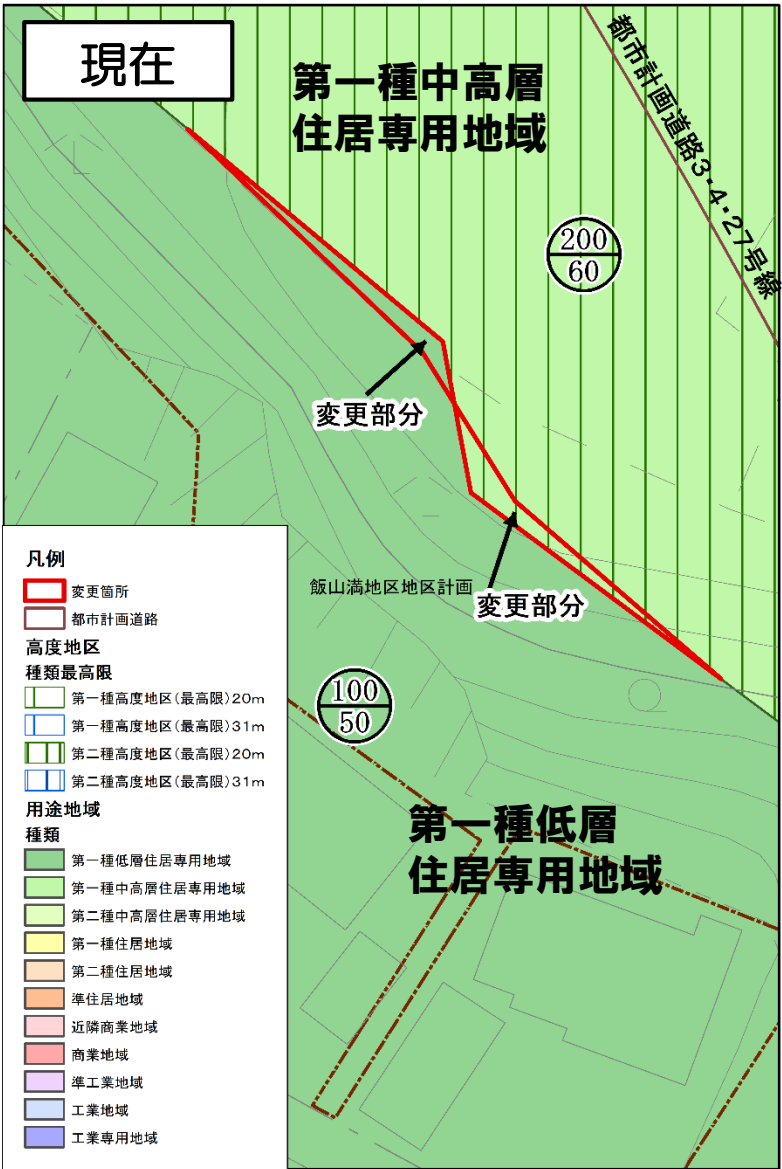 現在
第一種中高層
住居専用地域
都市計画道路3・4・27号線
200
60
変更部分
飯山満地区地区計画
変更部分
100
50
第一種低層
住居専用地域
凡例
変更箇所
都市計画道路
高度地区
種類最高限
第一種高度地区(最高限)20m
第一種高度地区(最高限)31m
第二種高度地区(最高限)20m
第二種高度地区(最高限)31m
用途地域
種類
第一種低層住居専用地域
第一種中高層住居専用地域
第二種中高層住居専用地域
第一種住居地域
第二種住居地域
準住居地域
近隣商業地域
商業地域
準工業地域
工業地域
工業専用地域